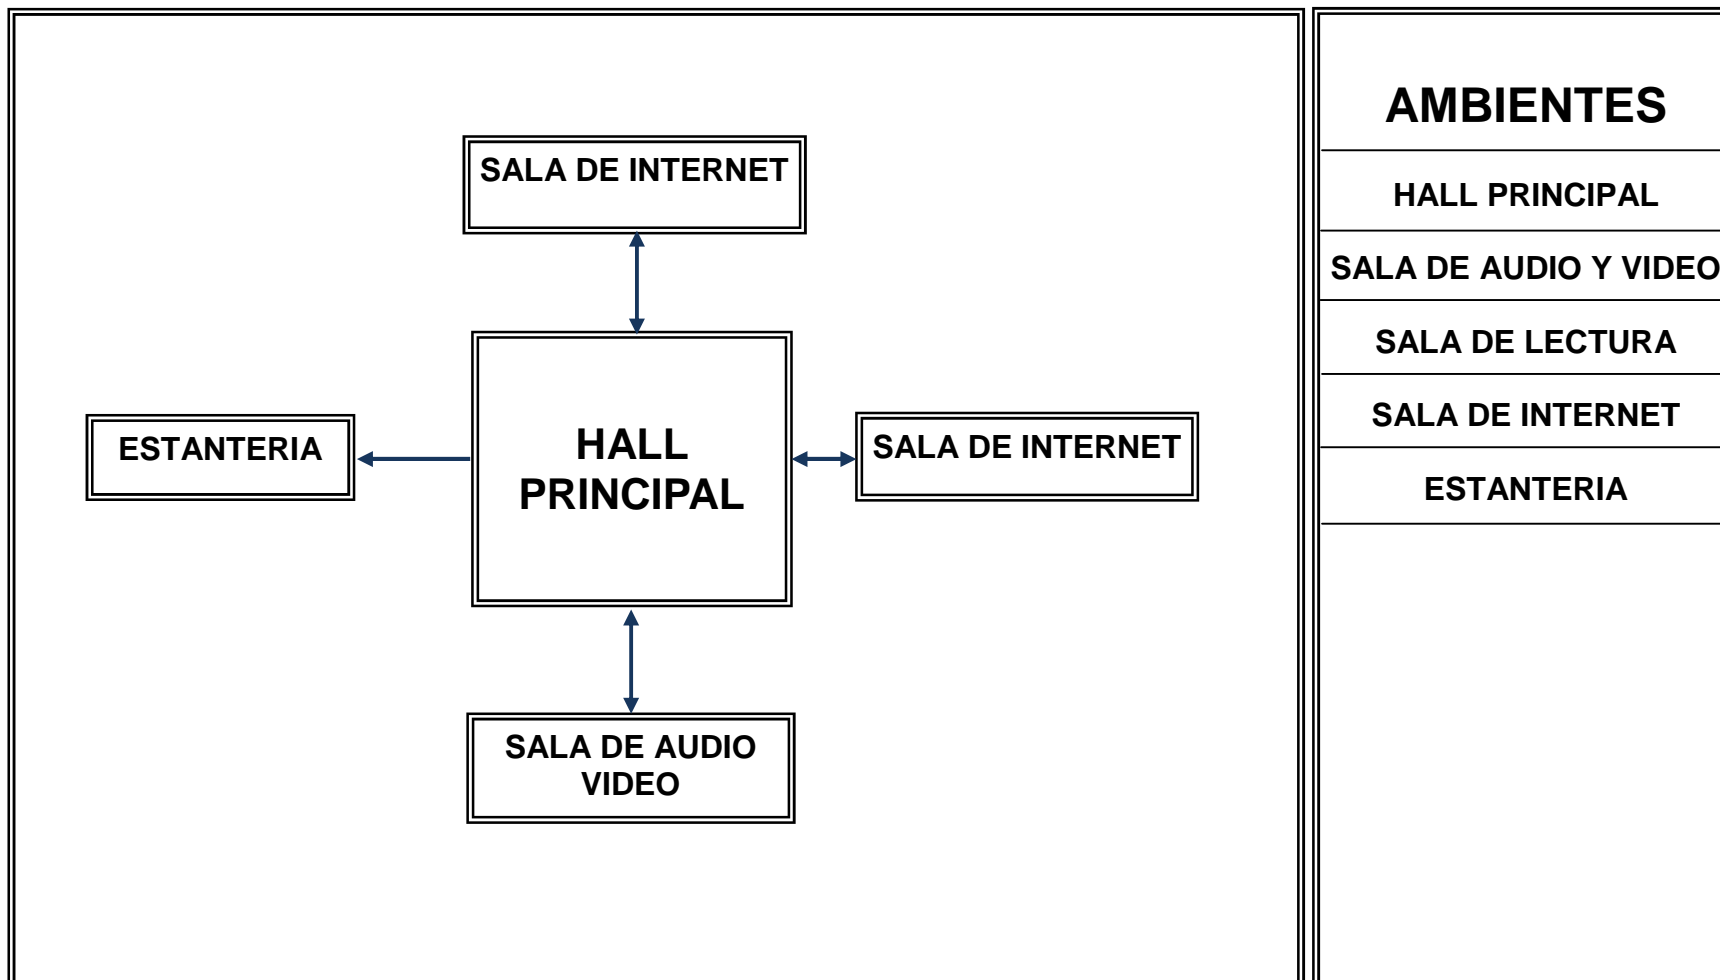 SALA DE INTERNET
ESTANTERIA
HALL
PRINCIPAL
SALA DE INTERNET
SALA DE AUDIO
VIDEO
AMBIENTES
HALL PRINCIPAL
SALA DE AUDIO Y VIDEO
SALA DE LECTURA
SALA DE INTERNET
ESTANTERIA